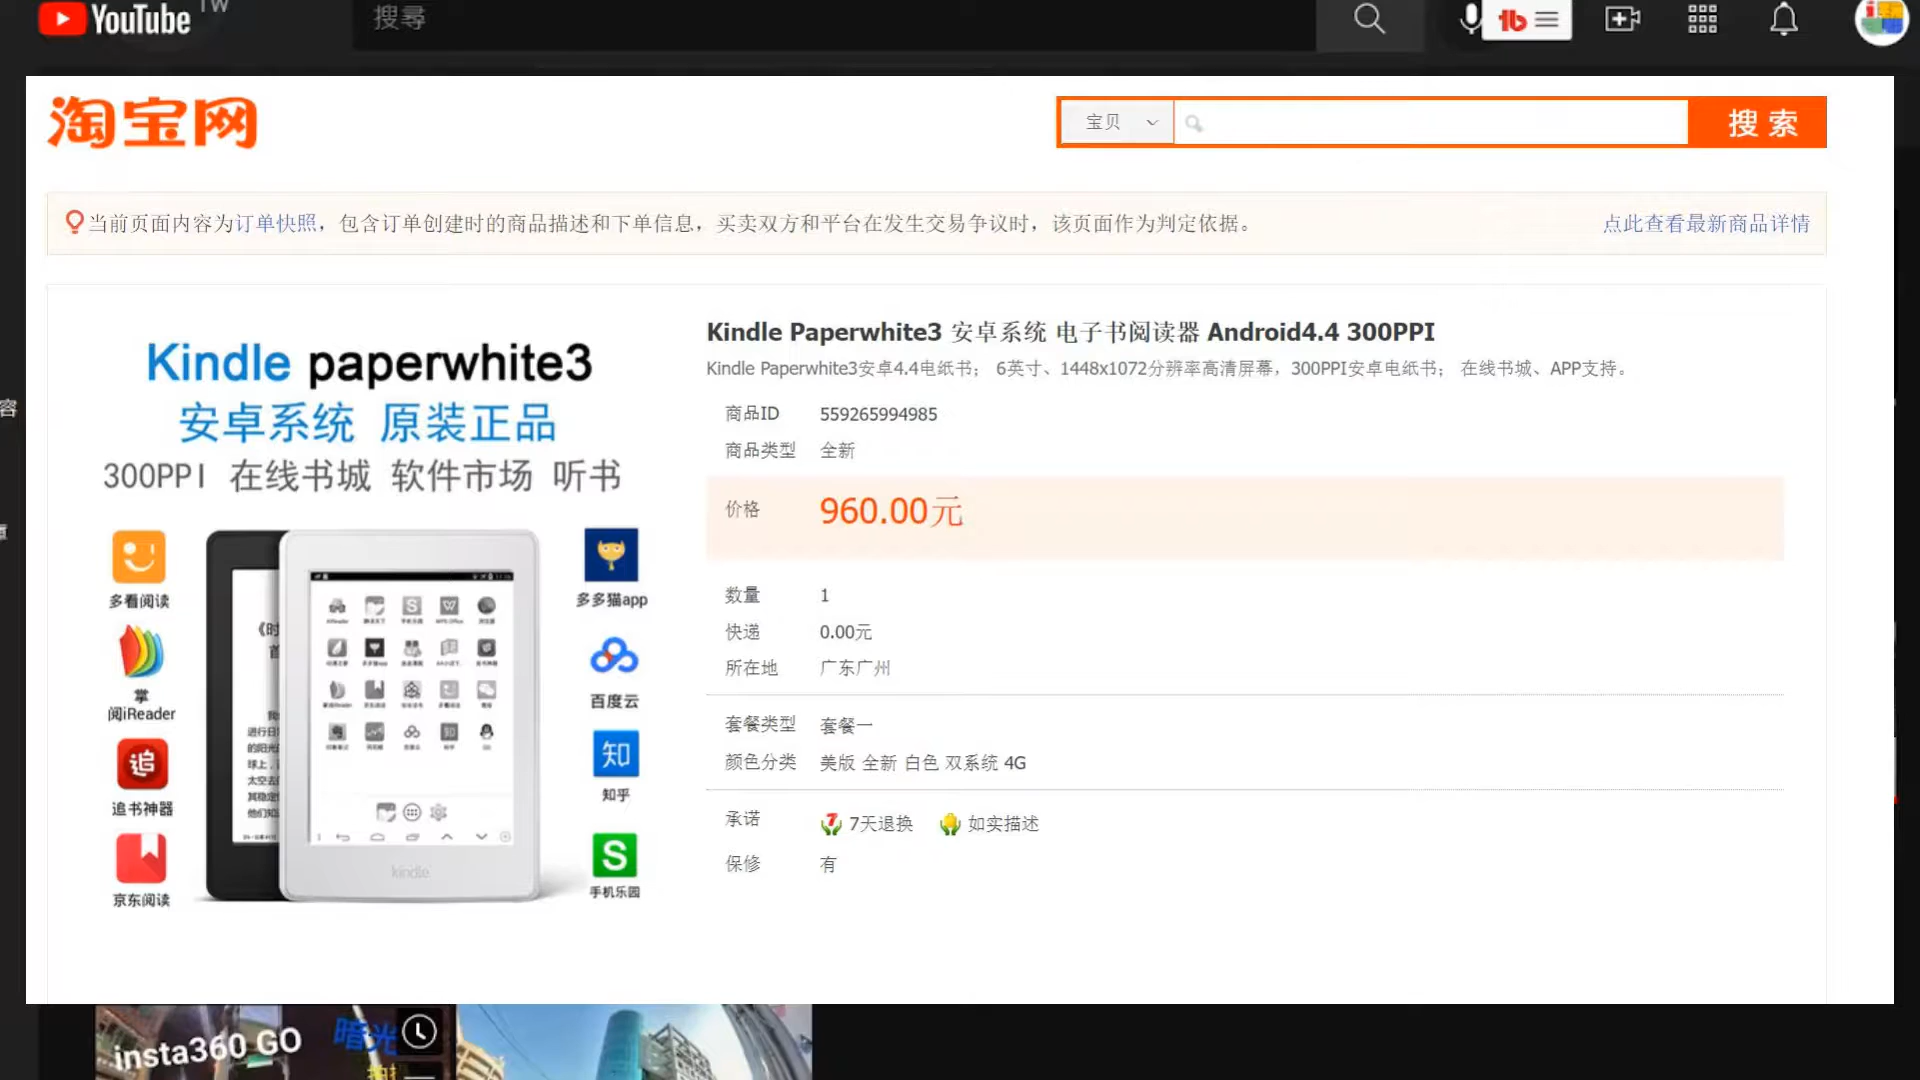 YouTube TW
搜尋
淘宝网
宝贝
搜 索
当前页面内容为订单快照，包含订单创建时的商品描述和下单信息，买卖双方和平台在发生交易争议时，该页面作为判定依据。
点此查看最新商品详情
Kindle paperwhite3
安卓系统 原装正品
300PPI 在线书城 软件市场 听书
多看阅读
掌
阅iReader
追
追书神器
京东阅读
kindle
多多猫app
百度云
知
知乎
S
手机乐园
Kindle Paperwhite3 安卓系统 电子书阅读器 Android4.4 300PPI
Kindle Paperwhite3安卓4.4电纸书； 6英寸、1448x1072分辨率高清屏幕，300PPI安卓电纸书； 在线书城、APP支持。
商品ID 559265994985
商品类型 全新
价格 960.00元
数量 1
快递 0.00元
所在地 广东广州
套餐类型 套餐一
颜色分类 美版 全新 白色 双系统 4G
承诺 7天退换 如实描述
保修 有
容
insta360 GO
暗光